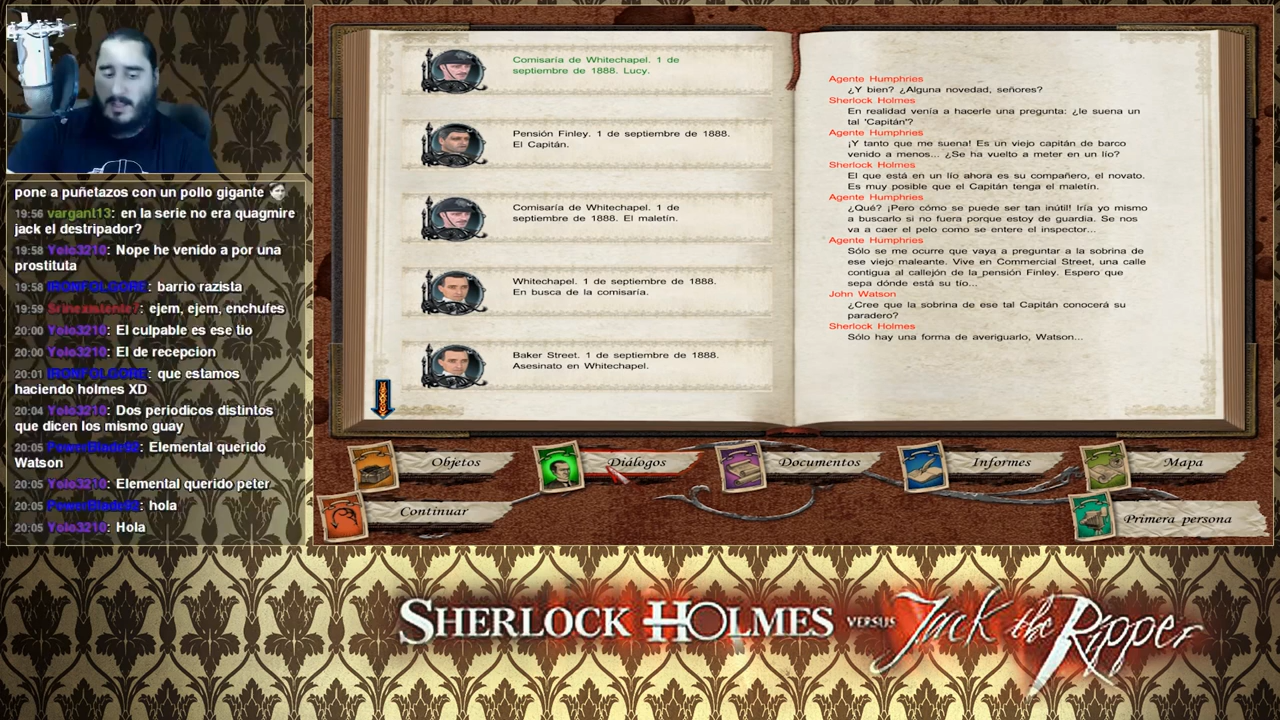 pone a puñetazos con un pollo gigante
19:56 vargant13: en la serie no era quagmire
jack el destripador?
19:58 Yolo3210: Nope he venido a por una
prostituta
19:58 IRONFOLGORE: barrio razista
19:59 : ejem, ejem, enchufes
20:00 Yolo3210: El culpable es ese tio
20:00 Yolo3210: El de recepcion
20:01 IRONFOLGORE: que estamos
haciendo holmes XD
20:04 Yolo3210: Dos periodicos distintos
que dicen los mismo guay
20:05 PowerBlade92: Elemental querido
Watson
20:05 Yolo3210: Elemental querido peter
20:05 PowerBlade92: hola
20:05 Yolo3210: Hola
Comisaría de Whitechapel. 1 de
septiembre de 1888. Lucy.
Pensión Finley. 1 de septiembre de 1888.
El Capitán.
Comisaría de Whitechapel. 1 de
septiembre de 1888. El maletín.
Whitechapel. 1 de septiembre de 1888.
En busca de la comisaría.
Baker Street. 1 de septiembre de 1888.
Asesinato en Whitechapel.
Agente Humphries
¿Y bien? ¿Alguna novedad, señores?
Sherlock Holmes
En realidad venía a hacerle una pregunta: ¿le suena un
tal 'Capitán'?
Agente Humphries
¡Y tanto que me suena! Es un viejo capitán de barco
venido a menos... ¿Se ha vuelto a meter en un lío?
Sherlock Holmes
El que está en un lío ahora es su compañero, el novato.
Es muy posible que el Capitán tenga el maletín.
Agente Humphries
¿Qué? ¡Pero cómo se puede ser tan inútil! Iría yo mismo
a buscarlo si no fuera porque estoy de guardia. Se nos
va a caer el pelo como se entere el inspector...
Agente Humphries
Sólo se me ocurre que vaya a preguntar a la sobrina de
ese viejo maleante. Vive en Commercial Street, una calle
contigua al callejón de la pensión Finley. Espero que
sepa dónde está su tío...
John Watson
¿Cree que la sobrina de ese tal Capitán conocerá su
paradero?
Sherlock Holmes
Sólo hay una forma de averiguarlo, Watson...
Objetos
Diálogos
Documentos
Informes
Mapa
Continuar
Primera persona
SHERLOCK HOLMES VERSUS Jack the Ripper